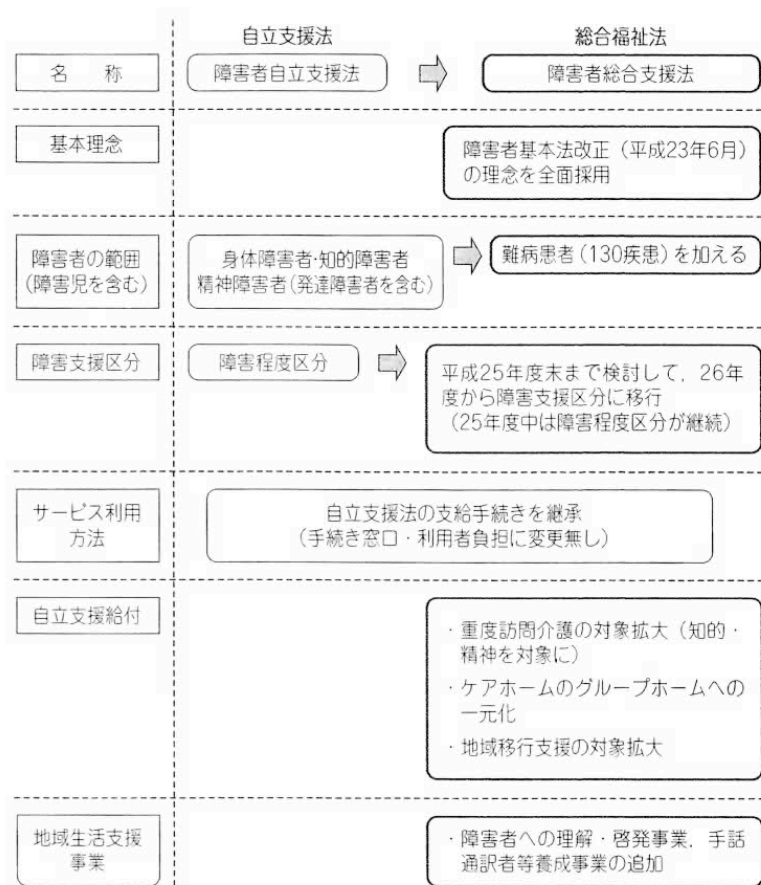 自立支援法
総合福祉法
名 称
障害者自立支援法
障害者総合支援法
基本理念
障害者基本法改正（平成23年6月）
の理念を全面採用
障害者の範囲
(障害児を含む)
身体障害者・知的障害者
精神障害者(発達障害者を含む)
難病患者(130疾患)を加える
障害支援区分
障害程度区分
平成25年度末まで検討して，26年
度から障害支援区分に移行
（25年度中は障害程度区分が継続）
サービス利用
方法
自立支援法の支給手続きを継承
（手続き窓口・利用者負担に変更無し）
自立支援給付
・重度訪問介護の対象拡大（知的・
精神を対象に）
・ケアホームのグループホームへの
一元化
・地域移行支援の対象拡大
地域生活支援
事業
・障害者への理解・啓発事業，手話
通訳者等養成事業の追加